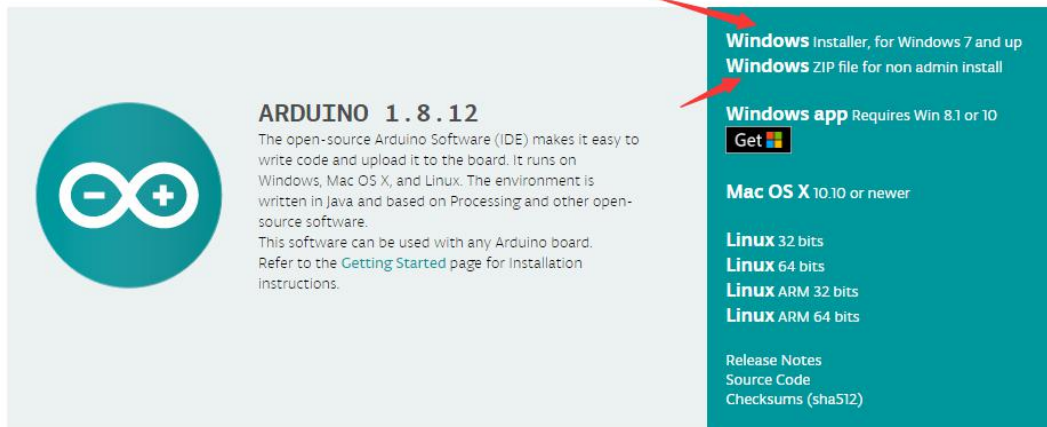 ARDUINO 1.8.12
The open-source Arduino Software (IDE) makes it easy to
write code and upload it to the board. It runs on
Windows, Mac OS X, and Linux. The environment is
written in Java and based on Processing and other open-
source software.
This software can be used with any Arduino board.
Refer to the Getting Started page for Installation
instructions.
Windows Installer, for Windows 7 and up
Windows ZIP file for non admin install
Windows app Requires Win 8.1 or 10
Get
Mac OS X 10.10 or newer
Linux 32 bits
Linux 64 bits
Linux ARM 32 bits
Linux ARM 64 bits
Release Notes
Source Code
Checksums (sha512)